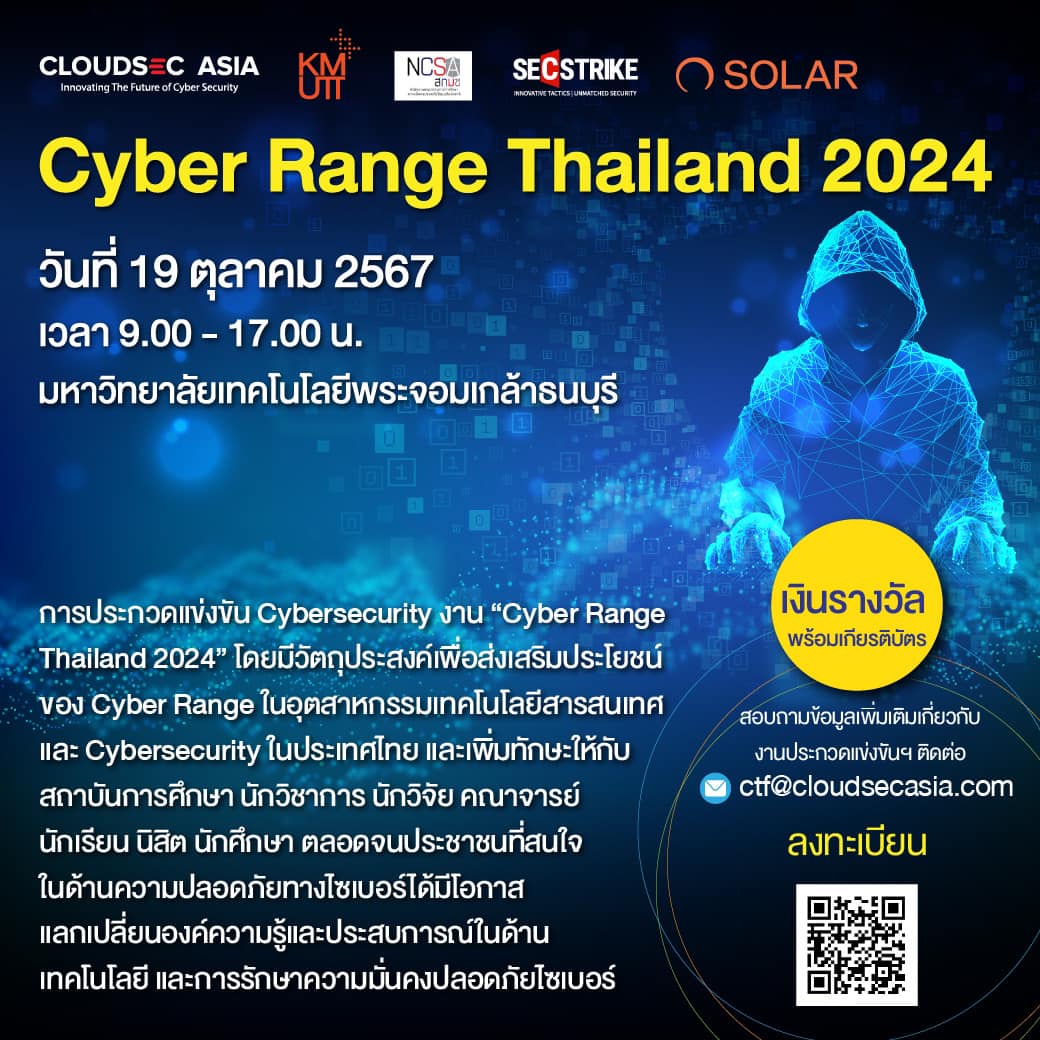 CLOUDSEC ASIA
Innovating The Future of Cyber Security
KM
UTT
NCSA
สกมช
SECSTRIKE
INNOVATIVE TACTICS | UNMATCHED SECURITY
SOLAR
Cyber Range Thailand 2024
วันที่ 19 ตุลาคม 2567
เวลา 9.00 - 17.00 น.
มหาวิทยาลัยเทคโนโลยีพระจอมเกล้าธนบุรี
การประกวดแข่งขัน Cybersecurity งาน “Cyber Range
Thailand 2024” โดยมีวัตถุประสงค์เพื่อส่งเสริมประโยชน์
ของ Cyber Range ในอุตสาหกรรมเทคโนโลยีสารสนเทศ
และ Cybersecurity ในประเทศไทย และเพิ่มทักษะให้กับ
สถาบันการศึกษา นักวิชาการ นักวิจัย คณาจารย์
นักเรียน นิสิต นักศึกษา ตลอดจนประชาชนที่สนใจ
ในด้านความปลอดภัยทางไซเบอร์ได้มีโอกาส
แลกเปลี่ยนองค์ความรู้และประสบการณ์ในด้าน
เทคโนโลยี และการรักษาความมั่นคงปลอดภัยไซเบอร์
เงินรางวัล
พร้อมเกียรติบัตร
สอบถามข้อมูลเพิ่มเติมเกี่ยวกับ
งานประกวดแข่งขันฯ ติดต่อ
ctf@cloudsecasia.com
ลงทะเบียน